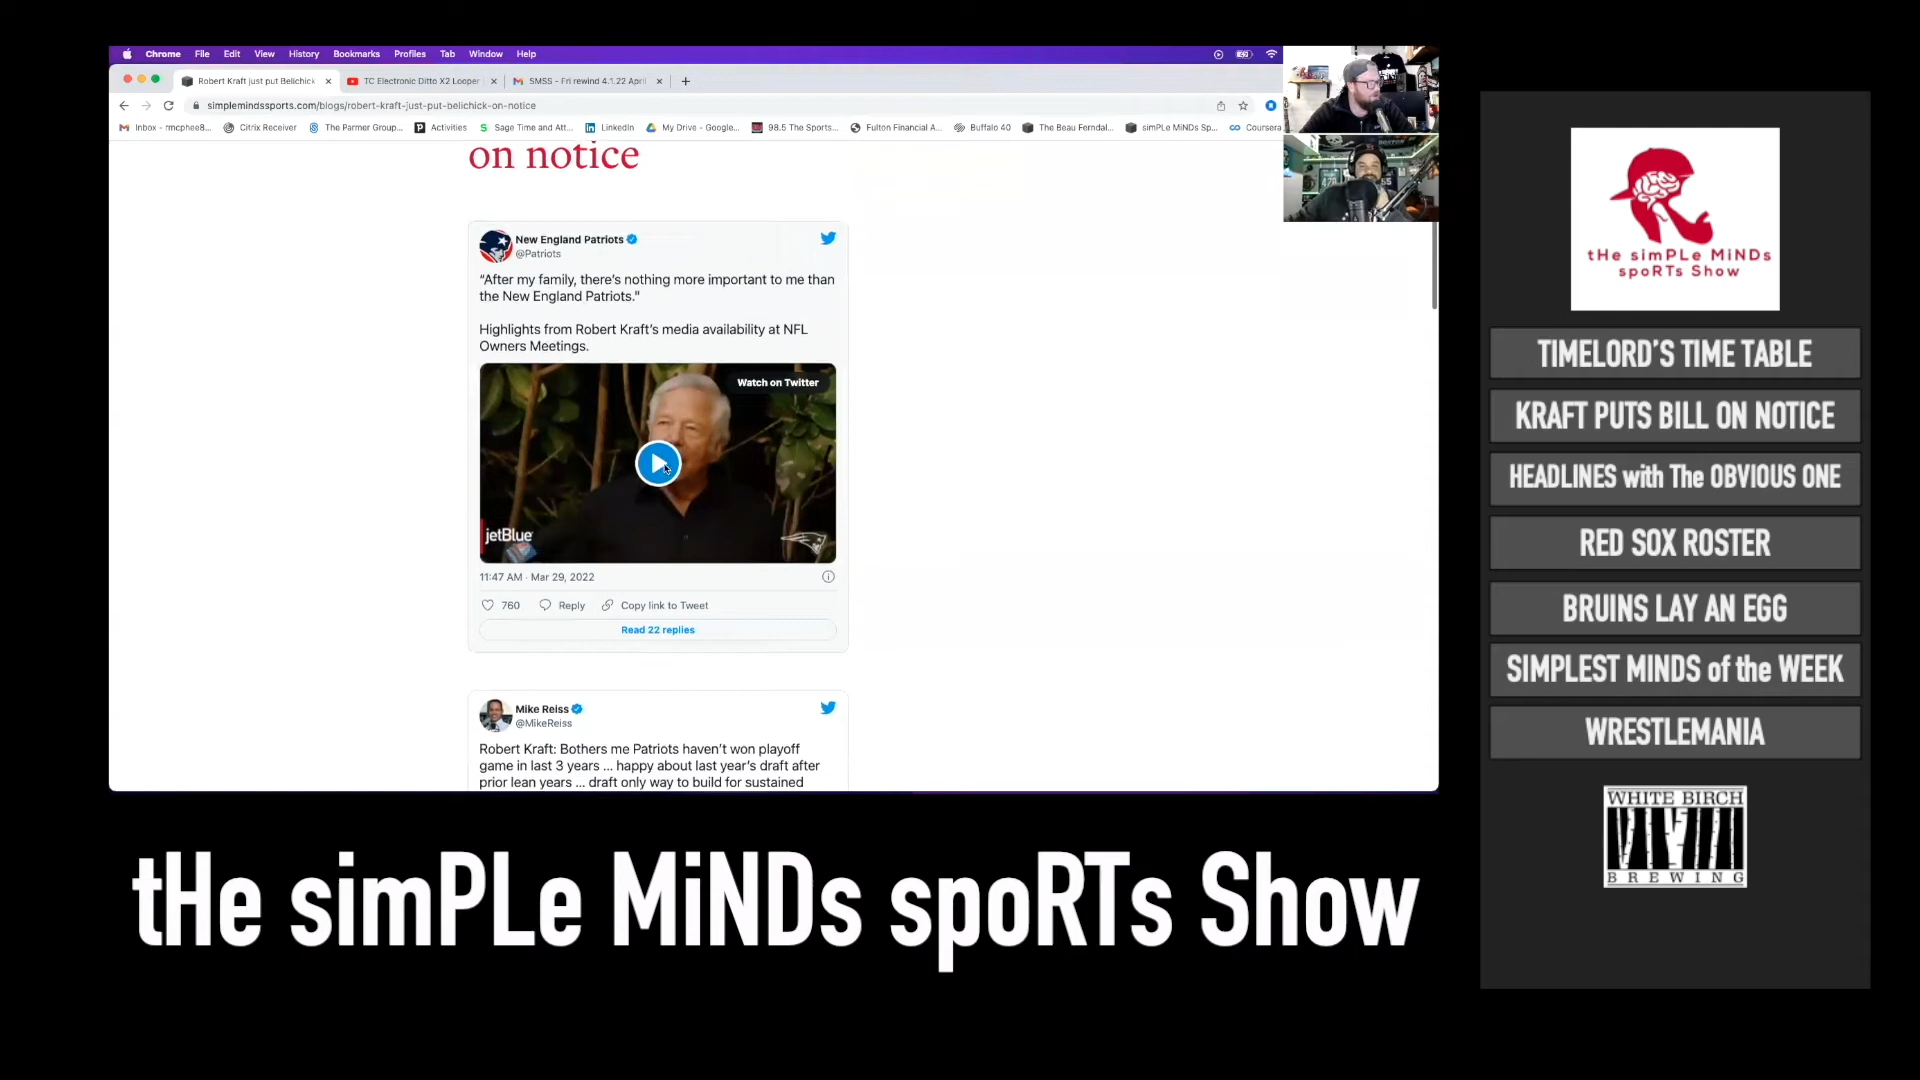 Chrome File Edit View History Bookmarks Profiles Tab Window Help
Robert Kraft just put Belichick
TC Electronic Ditto X2 Looper
SMSS - Fri rewind 4.1.22 April
simplemindssports.com/blogs/robert-kraft-just-put-belichick-on-notice
Inbox - rmcphee8... Citrix Receiver The Parmer Group,... Activities Sage Time and Att... LinkedIn My Drive - Google... 98.5 The Sports... Fulton Financial A... Buffalo 40 The Beau Ferndal... simPLe MiNDs Sp... Coursera
on notice
New England Patriots
@Patriots
“After my family, there’s nothing more important to me than
the New England Patriots."
Highlights from Robert Kraft’s media availability at NFL
Owners Meetings.
Watch on Twitter
jetBlue
11:47 AM · Mar 29, 2022
760 Reply Copy link to Tweet
Read 22 replies
Mike Reiss
@MikeReiss
Robert Kraft: Bothers me Patriots haven’t won playoff
game in last 3 years ... happy about last year’s draft after
prior lean years ... draft only way to build for sustained
tHe simPLe MiNDs
spoRTs Show
TIMELORD’S TIME TABLE
KRAFT PUTS BILL ON NOTICE
HEADLINES with The OBVIOUS ONE
RED SOX ROSTER
BRUINS LAY AN EGG
SIMPLEST MINDS of the WEEK
WRESTLEMANIA
WHITE BIRCH
BREWING
tHe simPLe MiNDs spoRTs Show